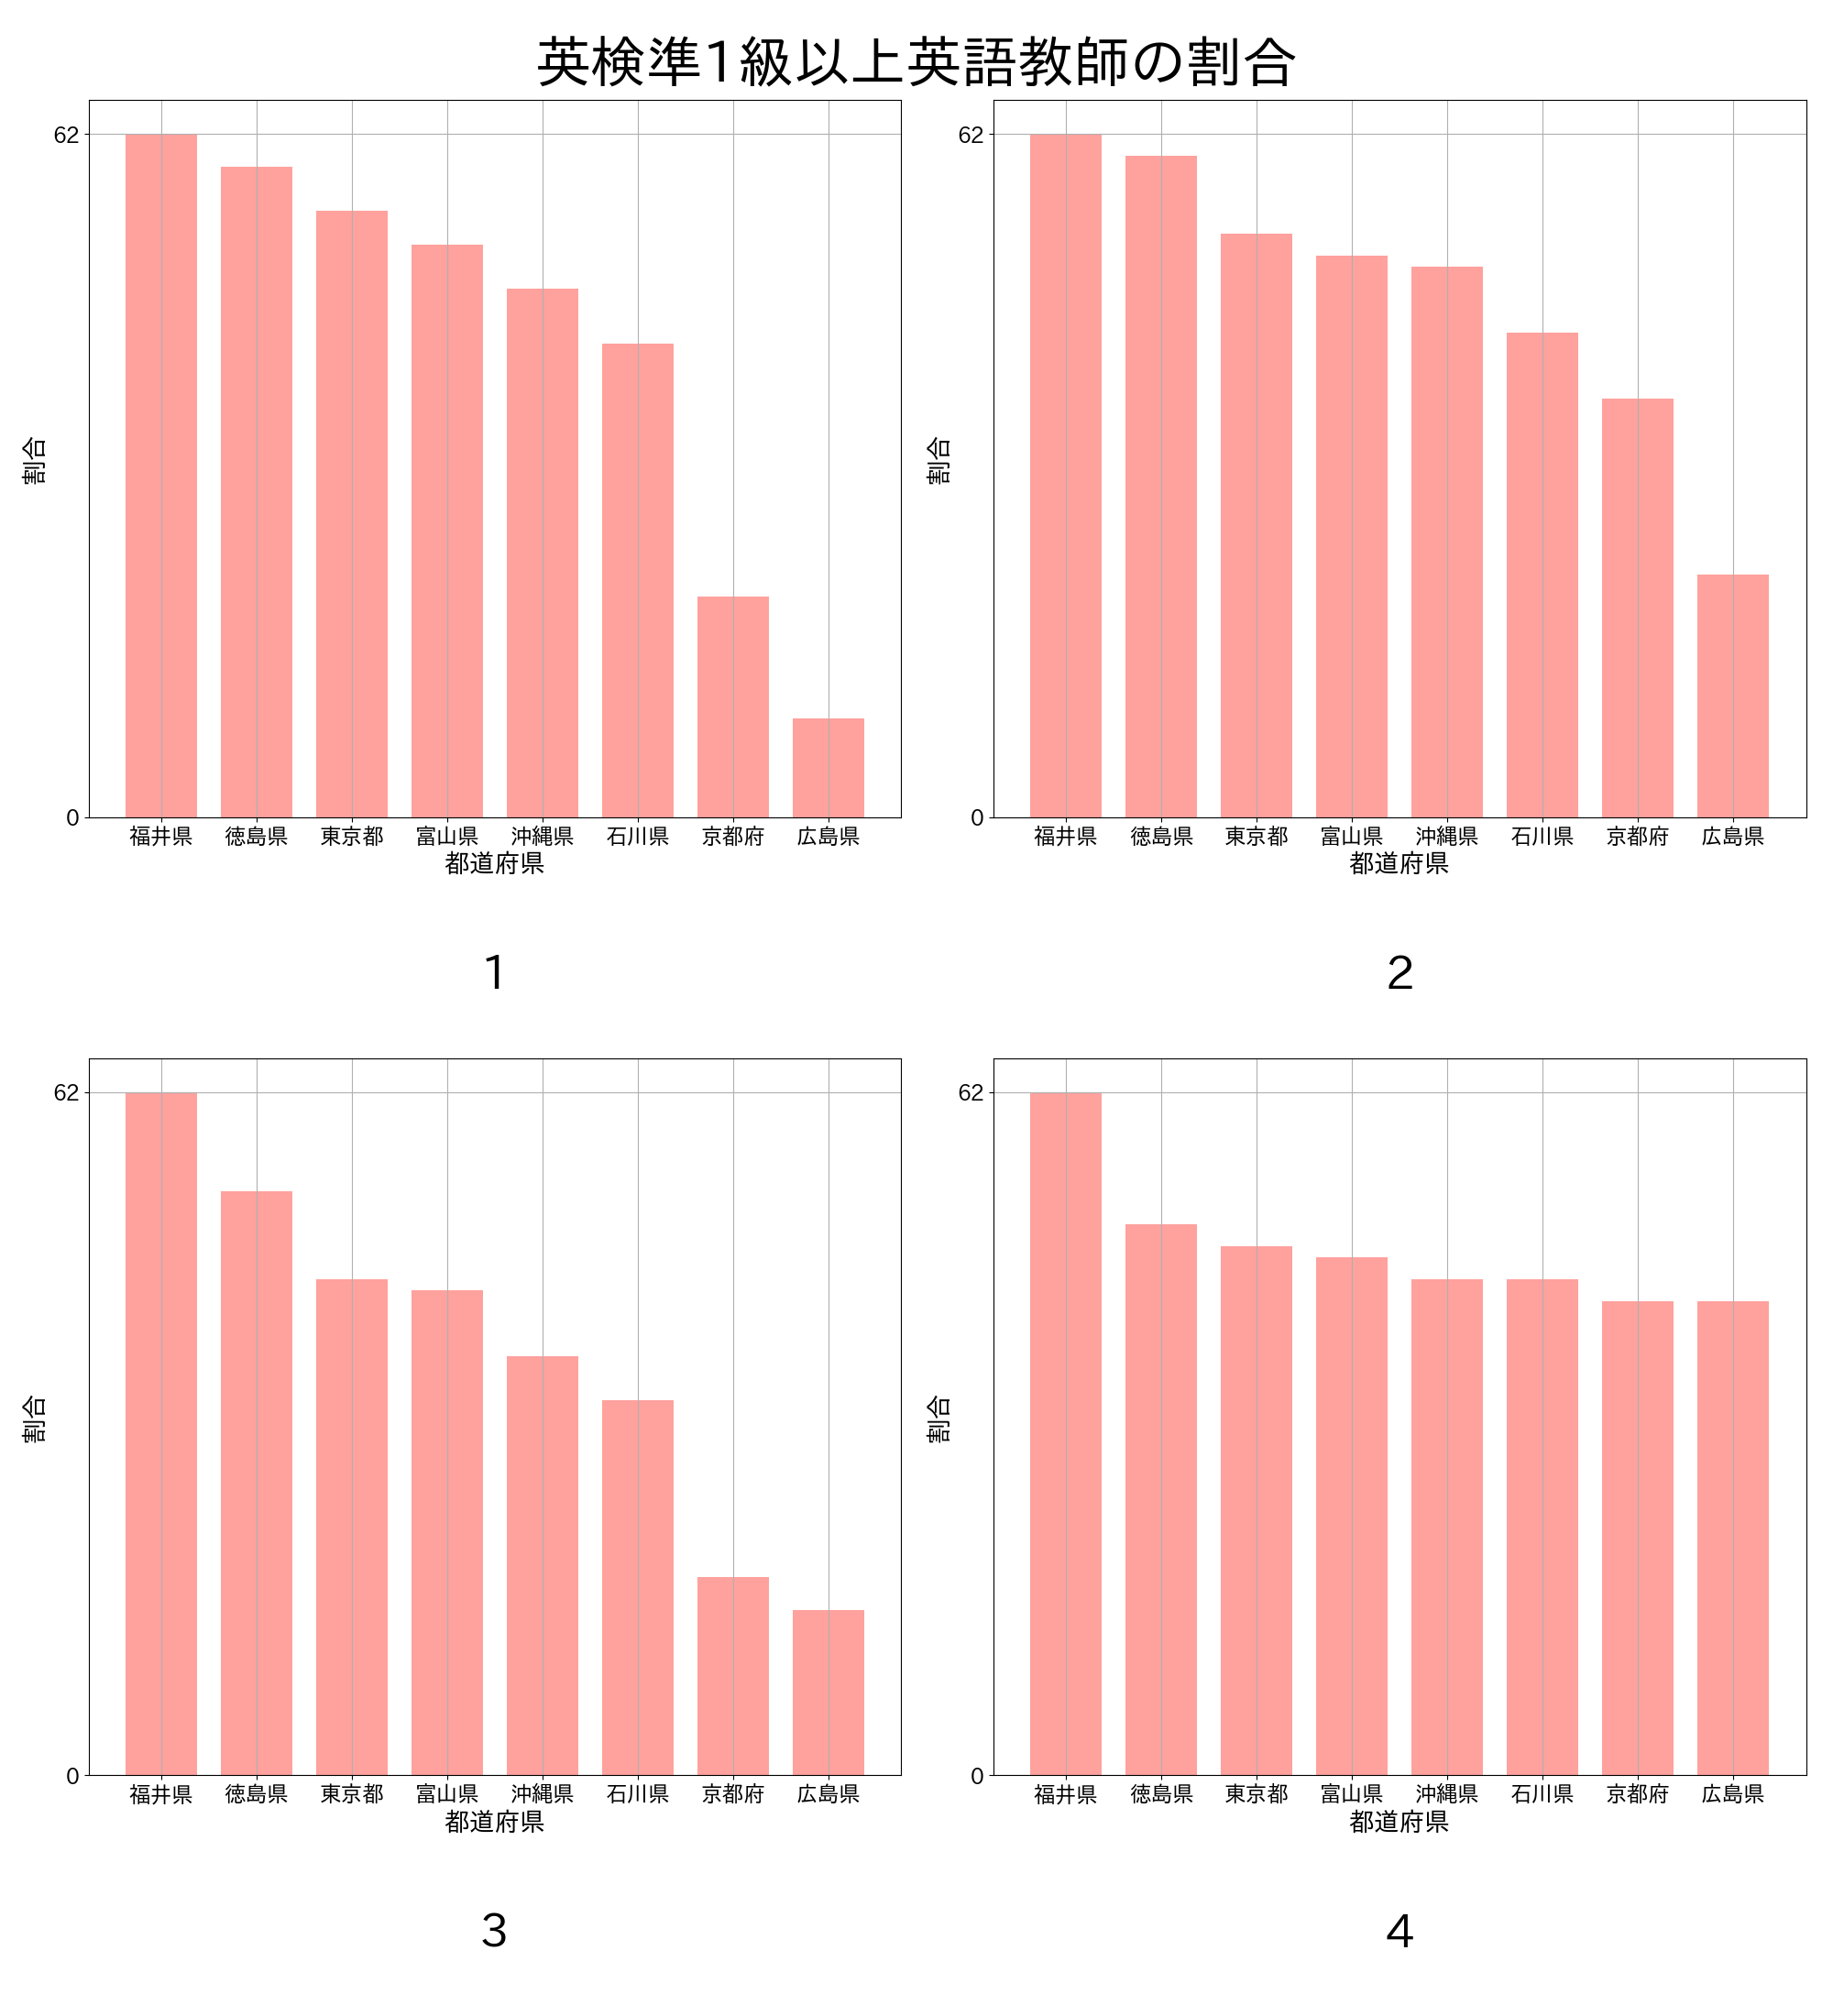 英検準1級以上英語教師の割合
62
0
割合
福井県 徳島県 東京都 富山県 沖縄県 石川県 京都府 広島県
都道府県
1
62
0
割合
福井県 徳島県 東京都 富山県 沖縄県 石川県 京都府 広島県
都道府県
2
62
0
割合
福井県 徳島県 東京都 富山県 沖縄県 石川県 京都府 広島県
都道府県
3
62
0
割合
福井県 徳島県 東京都 富山県 沖縄県 石川県 京都府 広島県
都道府県
4